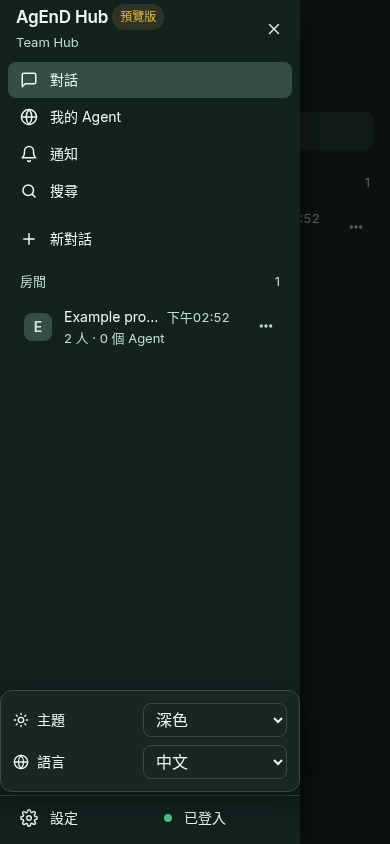 AgEnD Hub 預覽版
Team Hub
對話
我的 Agent
通知
搜尋
新對話
房間 1
1
Example pro... 下午02:52
:52
2 人 · 0 個 Agent
E
主題 深色
語言 中文
設定 已登入